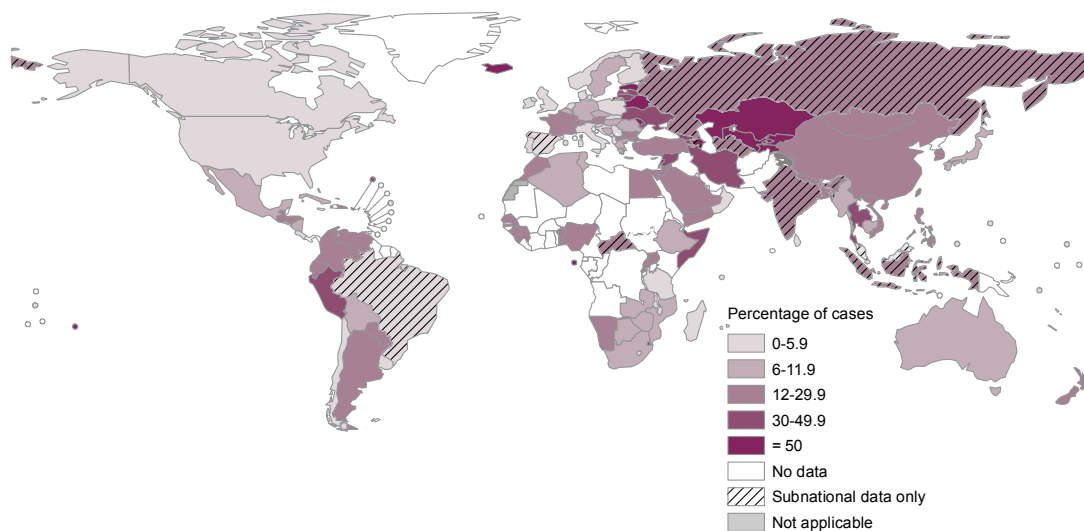 Percentage of cases
0-5.9
6-11.9
12-29.9
30-49.9
= 50
No data
Subnational data only
Not applicable